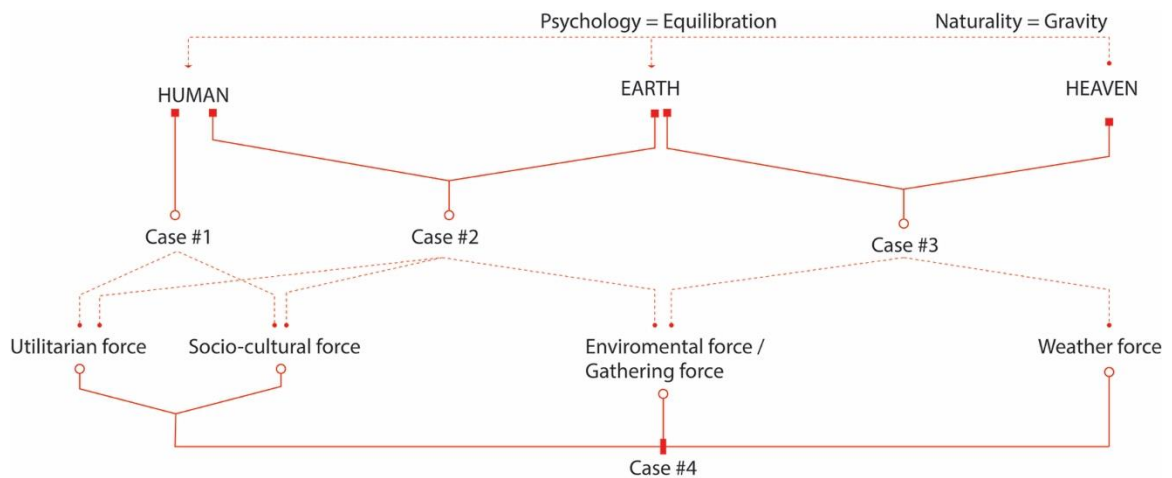 Psychology = Equilibration
Naturality = Gravity
HUMAN
EARTH
HEAVEN
Case #1
Case #2
Case #3
Utilitarian force
Socio-cultural force
Enviromental force /
Gathering force
Weather force
Case #4